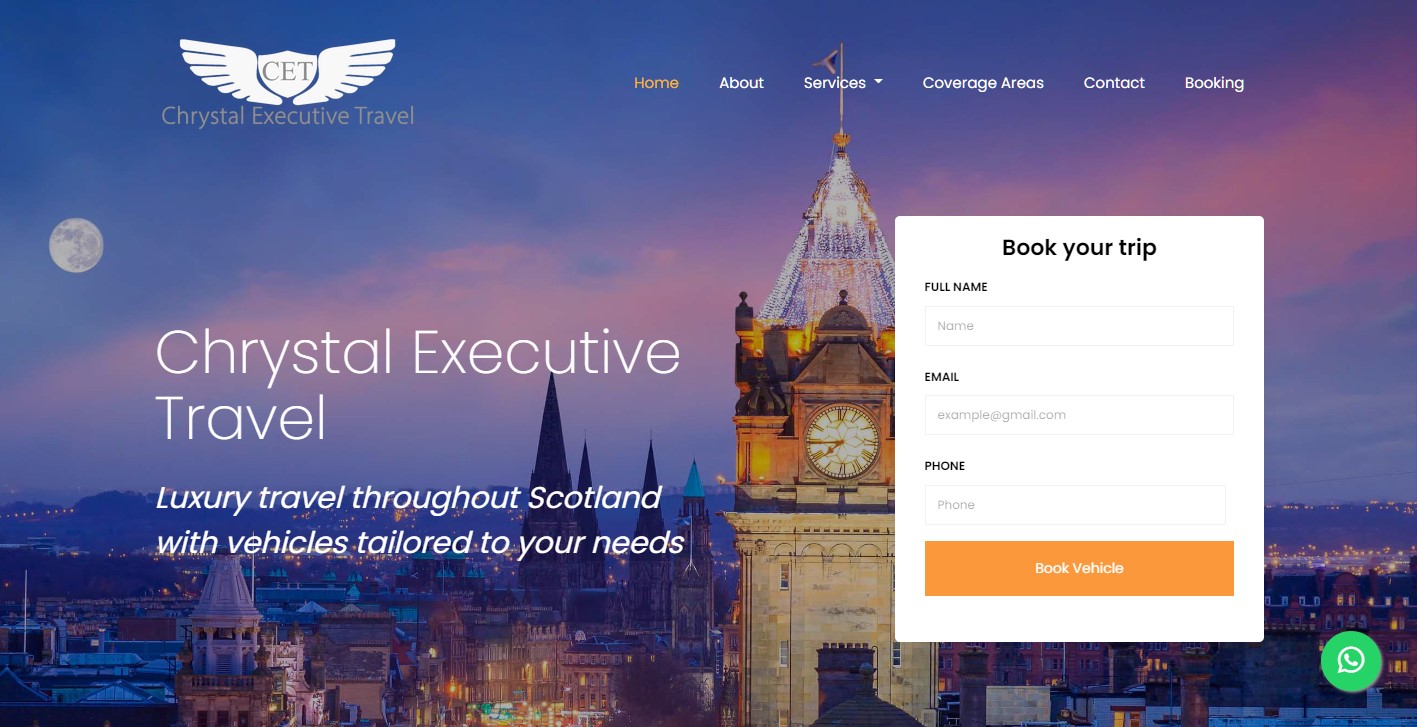 CET
Chrystal Executive Travel
Home About Services Coverage Areas Contact Booking
Chrystal Executive
Travel
Luxury travel throughout Scotland
with vehicles tailored to your needs
Book your trip
FULL NAME
Name
EMAIL
example@gmail.com
PHONE
Phone
Book Vehicle